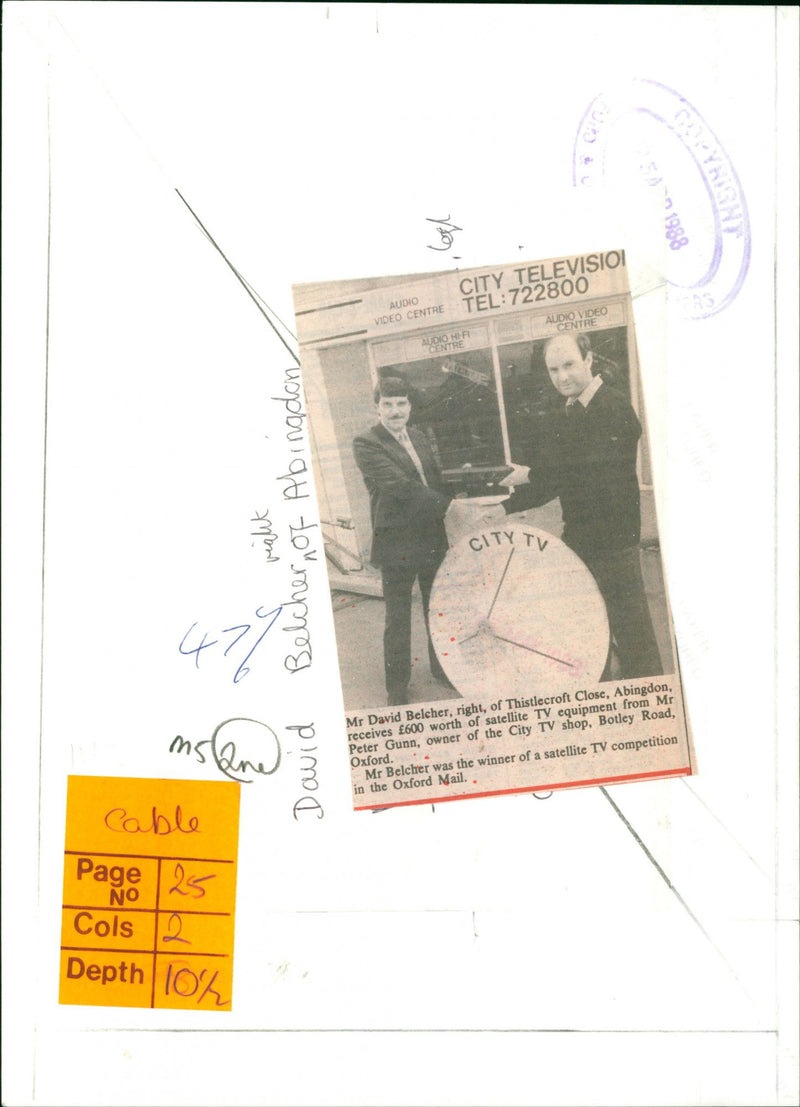 COPYRIGHT
1988
CITY TELEVISION
TEL:722800
AUDIO
VIDEO CENTRE
AUDIO HI-FI
CENTRE
AUDIO VIDEO
CENTRE
CITY TV
Mr David Belcher, right, of Thistlecroft Close, Abingdon,
receives £600 worth of satellite TV equipment from Mr
Peter Gunn, owner of the City TV shop, Botley Road,
Oxford.
Mr Belcher was the winner of a satellite TV competition
in the Oxford Mail.
right
David Belcher, of Abingdon
Cable
Page No 25
Cols 2
Depth 10½